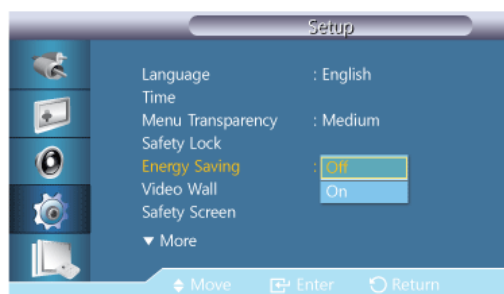 Setup
Language : English
Time
Menu Transparency : Medium
Safety Lock
Energy Saving : Off
On
Video Wall
Safety Screen
▼ More
Move Enter Return